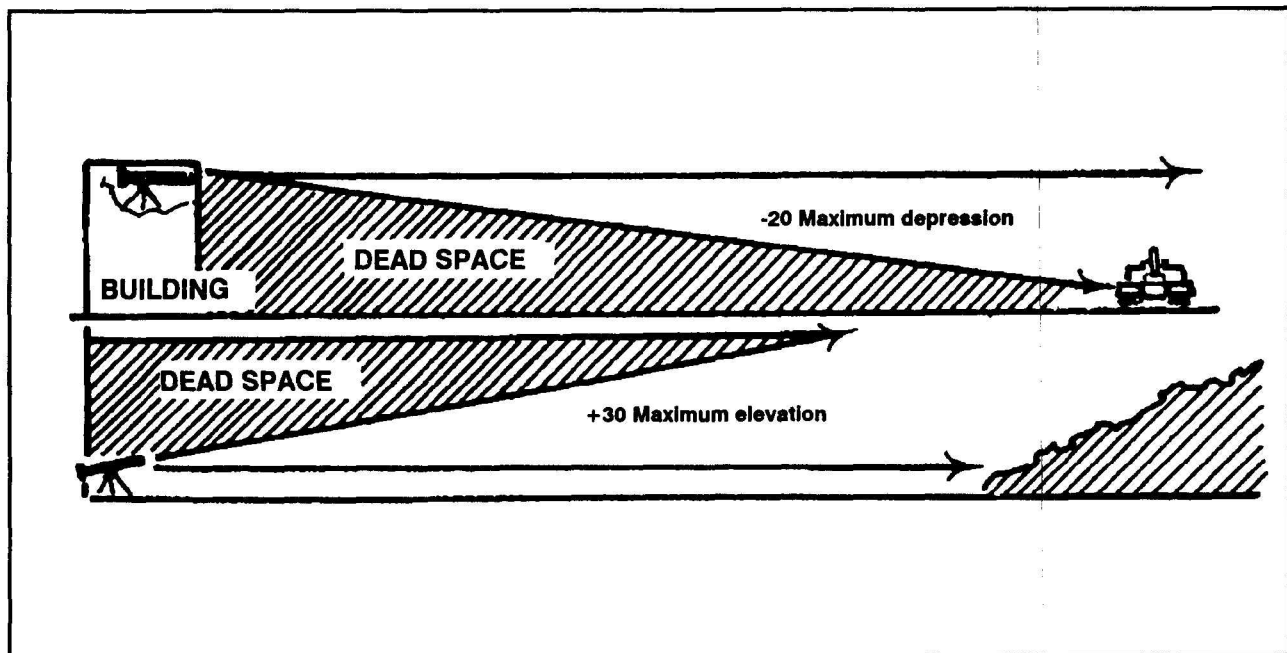 -20 Maximum depression
DEAD SPACE
BUILDING
DEAD SPACE
+30 Maximum elevation